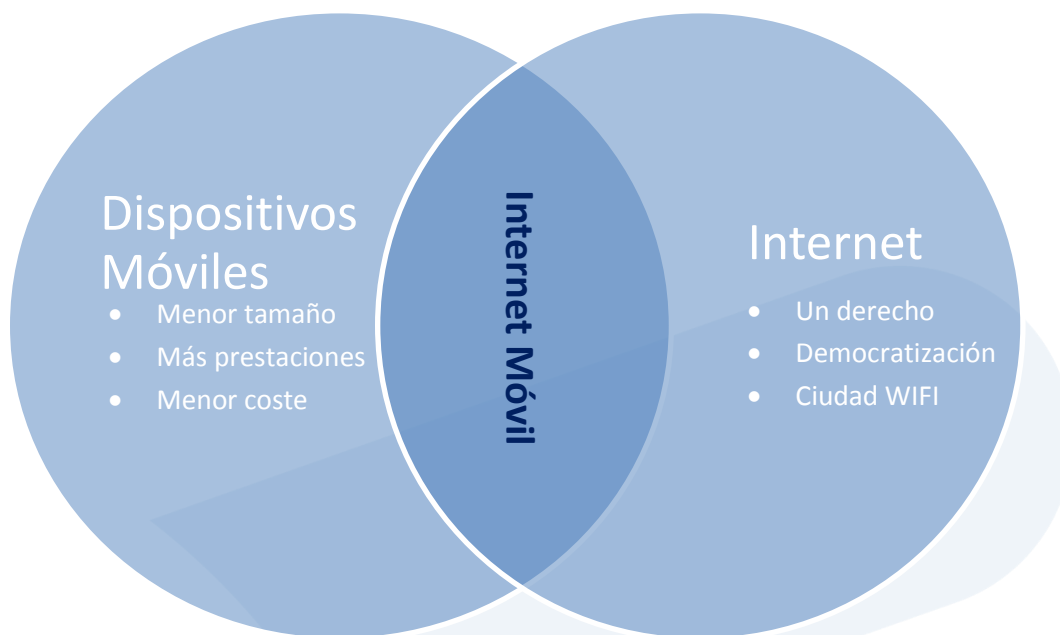 Dispositivos
Móviles
• Menor tamaño
• Más prestaciones
• Menor coste
Internet Móvil
Internet
• Un derecho
• Democratización
• Ciudad WIFI